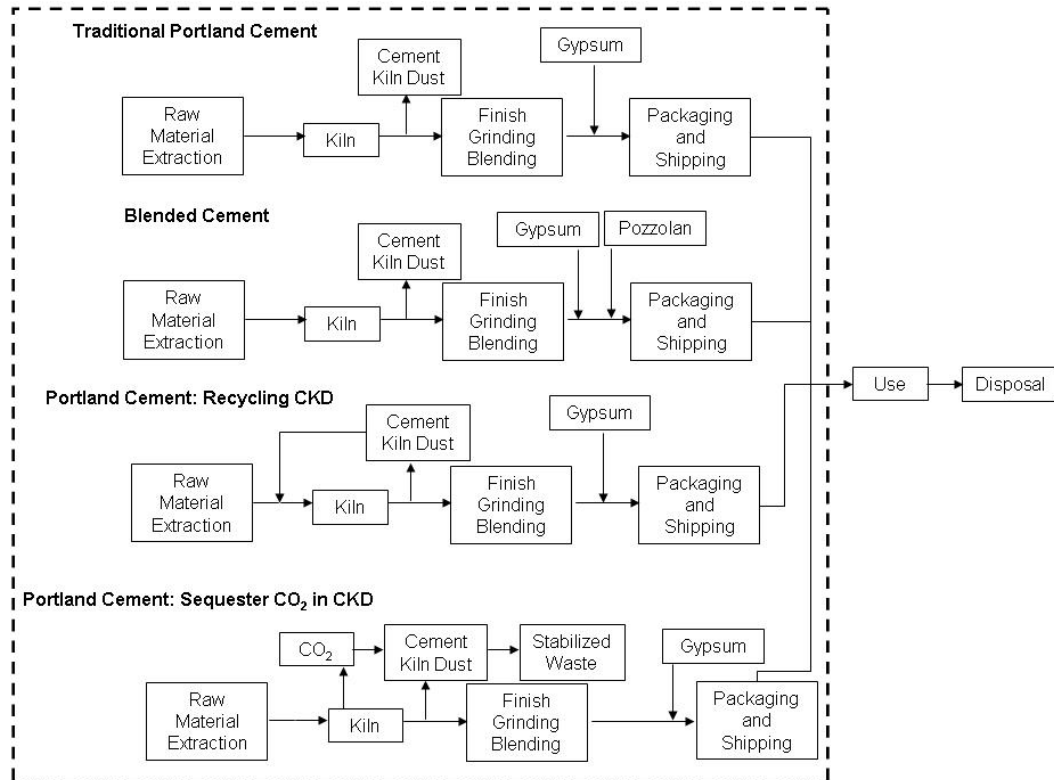 Traditional Portland Cement
Gypsum
Cement
Kiln Dust
Raw
Material
Extraction
Kiln
Finish
Grinding
Blending
Packaging
and
Shipping
Blended Cement
Gypsum
Pozzolan
Cement
Kiln Dust
Raw
Material
Extraction
Kiln
Finish
Grinding
Blending
Packaging
and
Shipping
Use
Disposal
Portland Cement: Recycling CKD
Gypsum
Cement
Kiln Dust
Raw
Material
Extraction
Kiln
Finish
Grinding
Blending
Packaging
and
Shipping
Portland Cement: Sequester CO₂ in CKD
CO₂
Cement
Kiln Dust
Stabilized
Waste
Gypsum
Raw
Material
Extraction
Kiln
Finish
Grinding
Blending
Packaging
and
Shipping